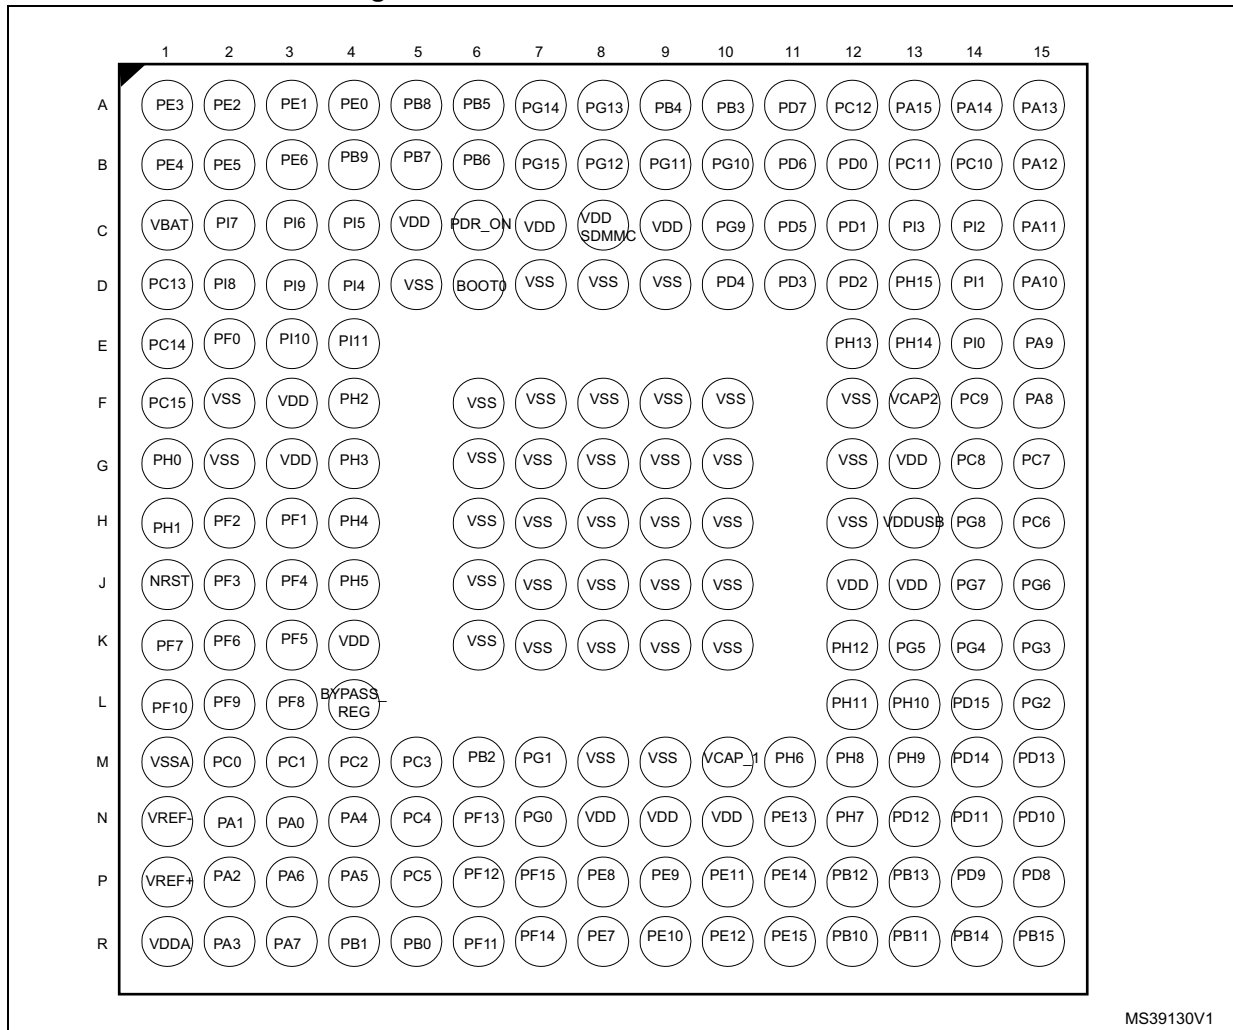 1 2 3 4 5 6 7 8 9 10 11 12 13 14 15
A PE3 PE2 PE1 PE0 PB8 PB5 PG14 PG13 PB4 PB3 PD7 PC12 PA15 PA14 PA13
B PE4 PE5 PE6 PB9 PB7 PB6 PG15 PG12 PG11 PG10 PD6 PD0 PC11 PC10 PA12
C VBAT PI7 PI6 PI5 VDD PDR_ON VDD VDD SDMMC VDD PG9 PD5 PD1 PI3 PI2 PA11
D PC13 PI8 PI9 PI4 VSS BOOT0 VSS VSS VSS PD4 PD3 PD2 PH15 PI1 PA10
E PC14 PF0 PI10 PI11 PH13 PH14 PI0 PA9
F PC15 VSS VDD PH2 VSS VSS VSS VSS VSS VSS VCAP2 PC9 PA8
G PH0 VSS VDD PH3 VSS VSS VSS VSS VSS VSS VDD PC8 PC7
H PH1 PF2 PF1 PH4 VSS VSS VSS VSS VSS VSS VDDUSB PG8 PC6
J NRST PF3 PF4 PH5 VSS VSS VSS VSS VSS VDD VDD PG7 PG6
K PF7 PF6 PF5 VDD VSS VSS VSS VSS VSS PH12 PG5 PG4 PG3
L PF10 PF9 PF8 BYPASS_ REG PH11 PH10 PD15 PG2
M VSSA PC0 PC1 PC2 PC3 PB2 PG1 VSS VSS VCAP_1 PH6 PH8 PH9 PD14 PD13
N VREF- PA1 PA0 PA4 PC4 PF13 PG0 VDD VDD VDD PE13 PH7 PD12 PD11 PD10
P VREF+ PA2 PA6 PA5 PC5 PF12 PF15 PE8 PE9 PE11 PE14 PB12 PB13 PD9 PD8
R VDDA PA3 PA7 PB1 PB0 PF11 PF14 PE7 PE10 PE12 PE15 PB10 PB11 PB14 PB15
MS39130V1